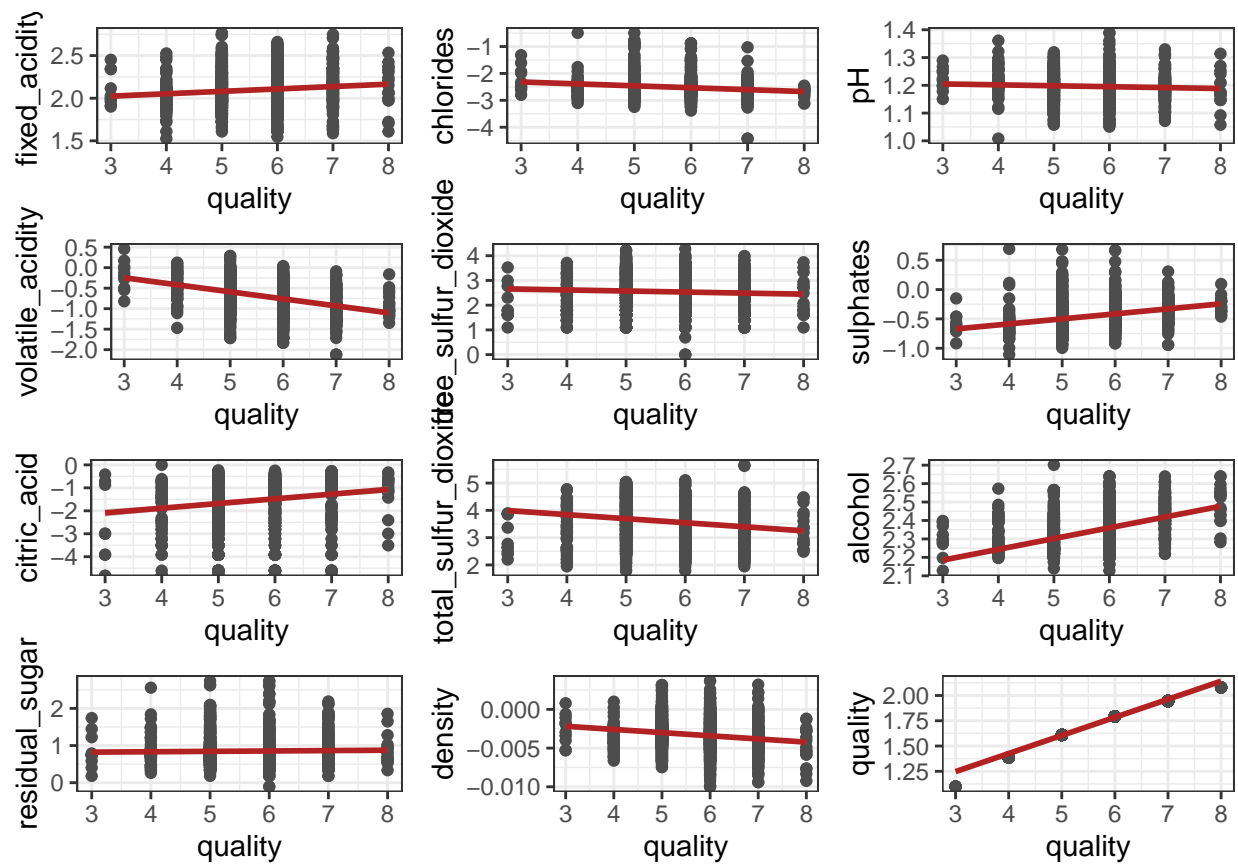 fixed_acidity
2.5
2.0
1.5
3 4 5 6 7 8
quality
chlorides
−1
−2
−3
−4
3 4 5 6 7 8
quality
pH
1.4
1.3
1.2
1.1
1.0
3 4 5 6 7 8
quality
volatile_acidity
0.5
0.0
−0.5
−1.0
−1.5
−2.0
3 4 5 6 7 8
quality
free_sulfur_dioxide
4
3
2
1
0
3 4 5 6 7 8
quality
sulphates
0.5
0.0
−0.5
−1.0
3 4 5 6 7 8
quality
citric_acid
0
−1
−2
−3
−4
3 4 5 6 7 8
quality
total_sulfur_dioxide
5
4
3
2
3 4 5 6 7 8
quality
alcohol
2.7
2.6
2.5
2.4
2.3
2.2
2.1
3 4 5 6 7 8
quality
residual_sugar
2
1
0
3 4 5 6 7 8
quality
density
0.000
−0.005
−0.010
3 4 5 6 7 8
quality
quality
2.00
1.75
1.50
1.25
3 4 5 6 7 8
quality